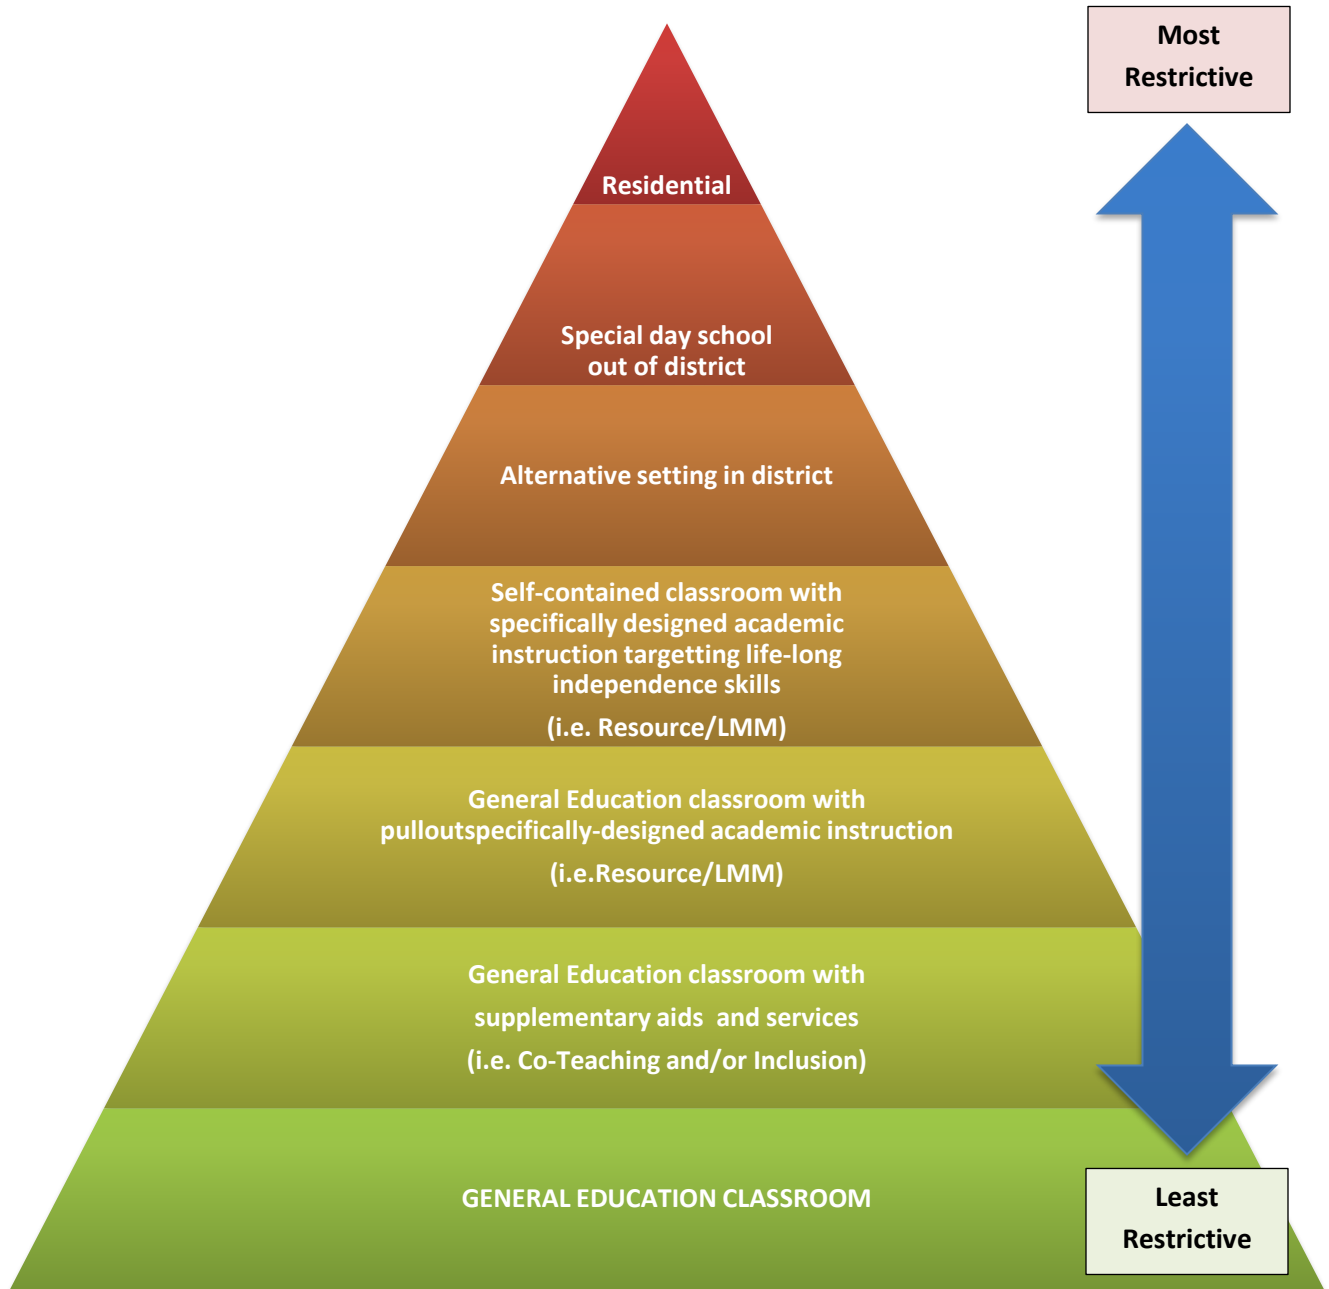 Most
Restrictive
Residential
Special day school
out of district
Alternative setting in district
Self-contained classroom with
specifically designed academic
instruction targetting life-long
independence skills
(i.e. Resource/LMM)
General Education classroom with
pulloutspecifically-designed academic instruction
(i.e.Resource/LMM)
General Education classroom with
supplementary aids  and services
(i.e. Co-Teaching and/or Inclusion)
GENERAL EDUCATION CLASSROOM
Least
Restrictive